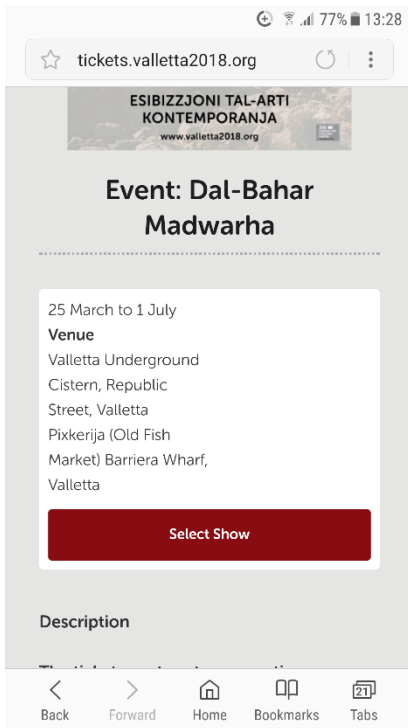 77% 13:28
tickets.valletta2018.org
ESIBIZZJONI TAL-ARTI
KONTEMPORANJA
www.valletta2018.org
Event: Dal-Bahar
Madwarha
25 March to 1 July
Venue
Valletta Underground
Cistern, Republic
Street, Valletta
Pixkerija (Old Fish
Market) Barriera Wharf,
Valletta
Select Show
Description
21
Back Forward Home Bookmarks Tabs